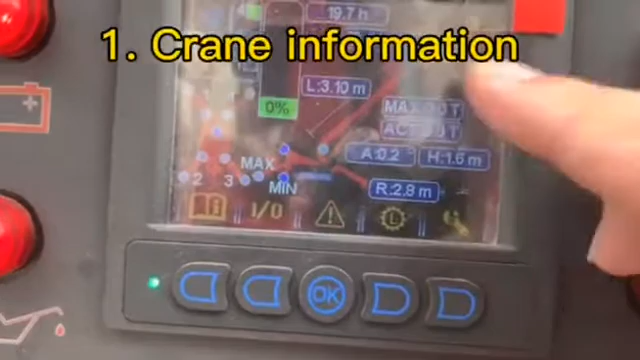 19.7 h
1. Crane information
L:3.10 m
0%
A:0.2 °
H:1.6 m
MAX
2
3
MIN
R:2.8 m
I/O
L
OK